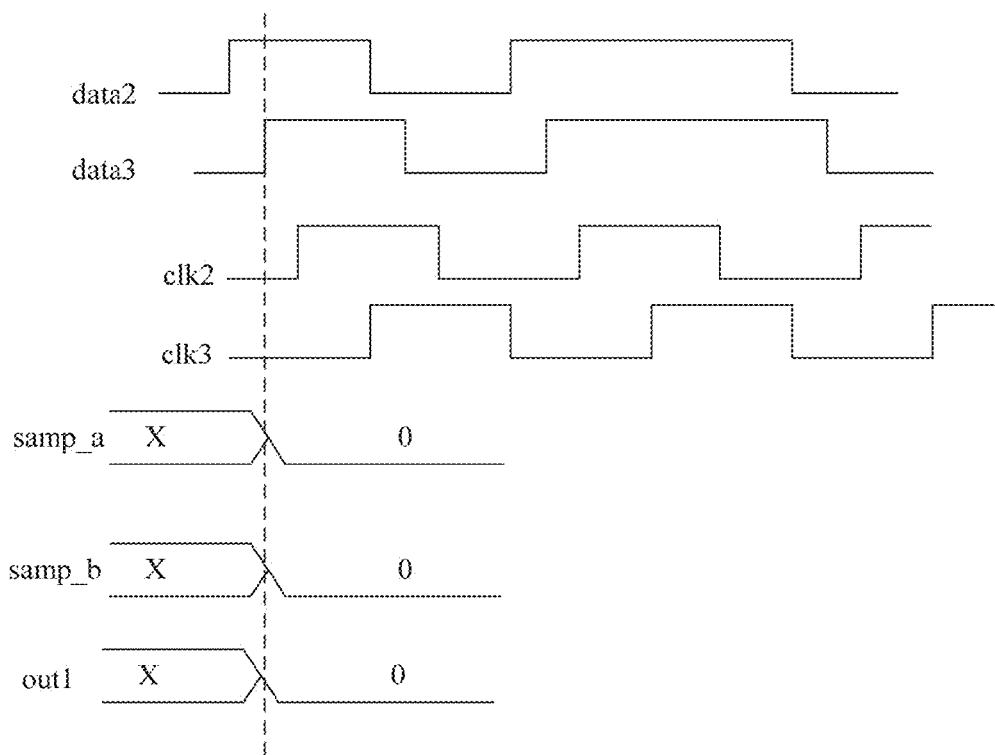 data2
data3
clk2
clk3
samp_a X 0
samp_b X 0
out1 X 0